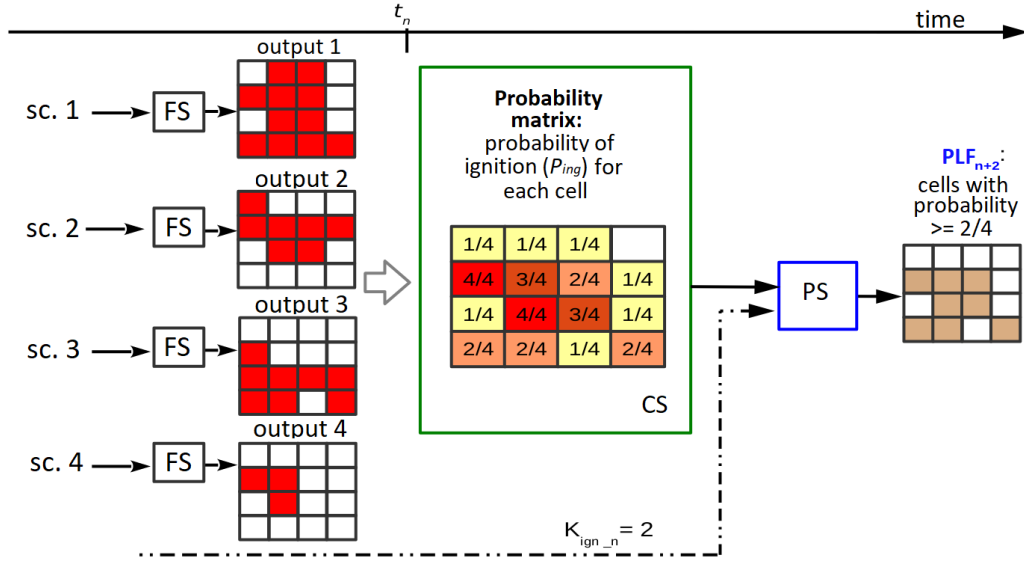 t_n
time
output 1
sc. 1
FS
output 2
sc. 2
FS
output 3
sc. 3
FS
output 4
sc. 4
FS
Probability
matrix:
probability of
ignition (P_ing) for
each cell
1/4 1/4 1/4
4/4 3/4 2/4 1/4
1/4 4/4 3/4 1/4
2/4 2/4 1/4 2/4
CS
K_ign_n = 2
PS
PLF_n+2:
cells with
probability
>= 2/4